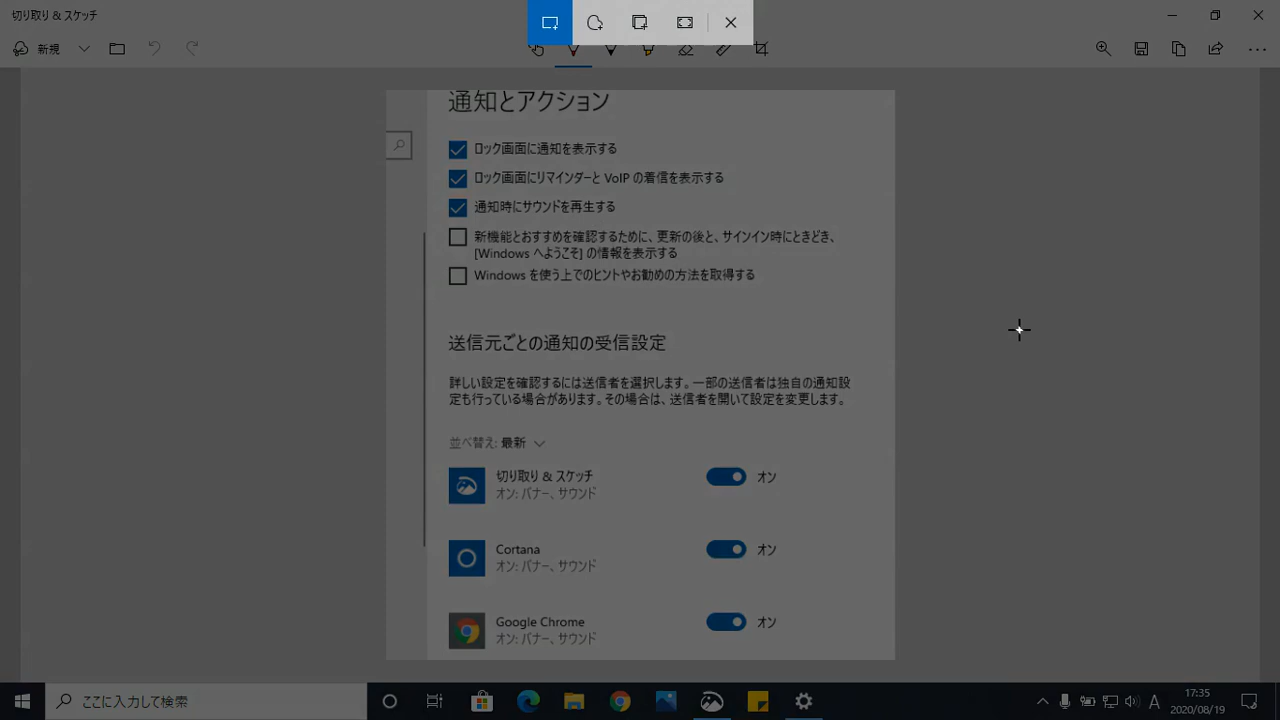 切り取り & スケッチ
新規
通知とアクション
ロック画面に通知を表示する
ロック画面にリマインダーと VoIP の着信を表示する
通知時にサウンドを再生する
新機能とおすすめを確認するために、更新の後と、サインイン時にときどき、
[Windows へようこそ] の情報を表示する
Windows を使う上でのヒントやお勧めの方法を取得する
送信元ごとの通知の受信設定
詳しい設定を確認するには送信者を選択します。一部の送信者は独自の通知設
定も行っている場合があります。その場合は、送信者を開いて設定を変更します。
並べ替え: 最新
切り取り & スケッチ
オン
オン: バナー、サウンド
Cortana
オン
オン: バナー、サウンド
Google Chrome
オン
オン: バナー、サウンド
ここに入力して検索
A
17:35
2020/08/19